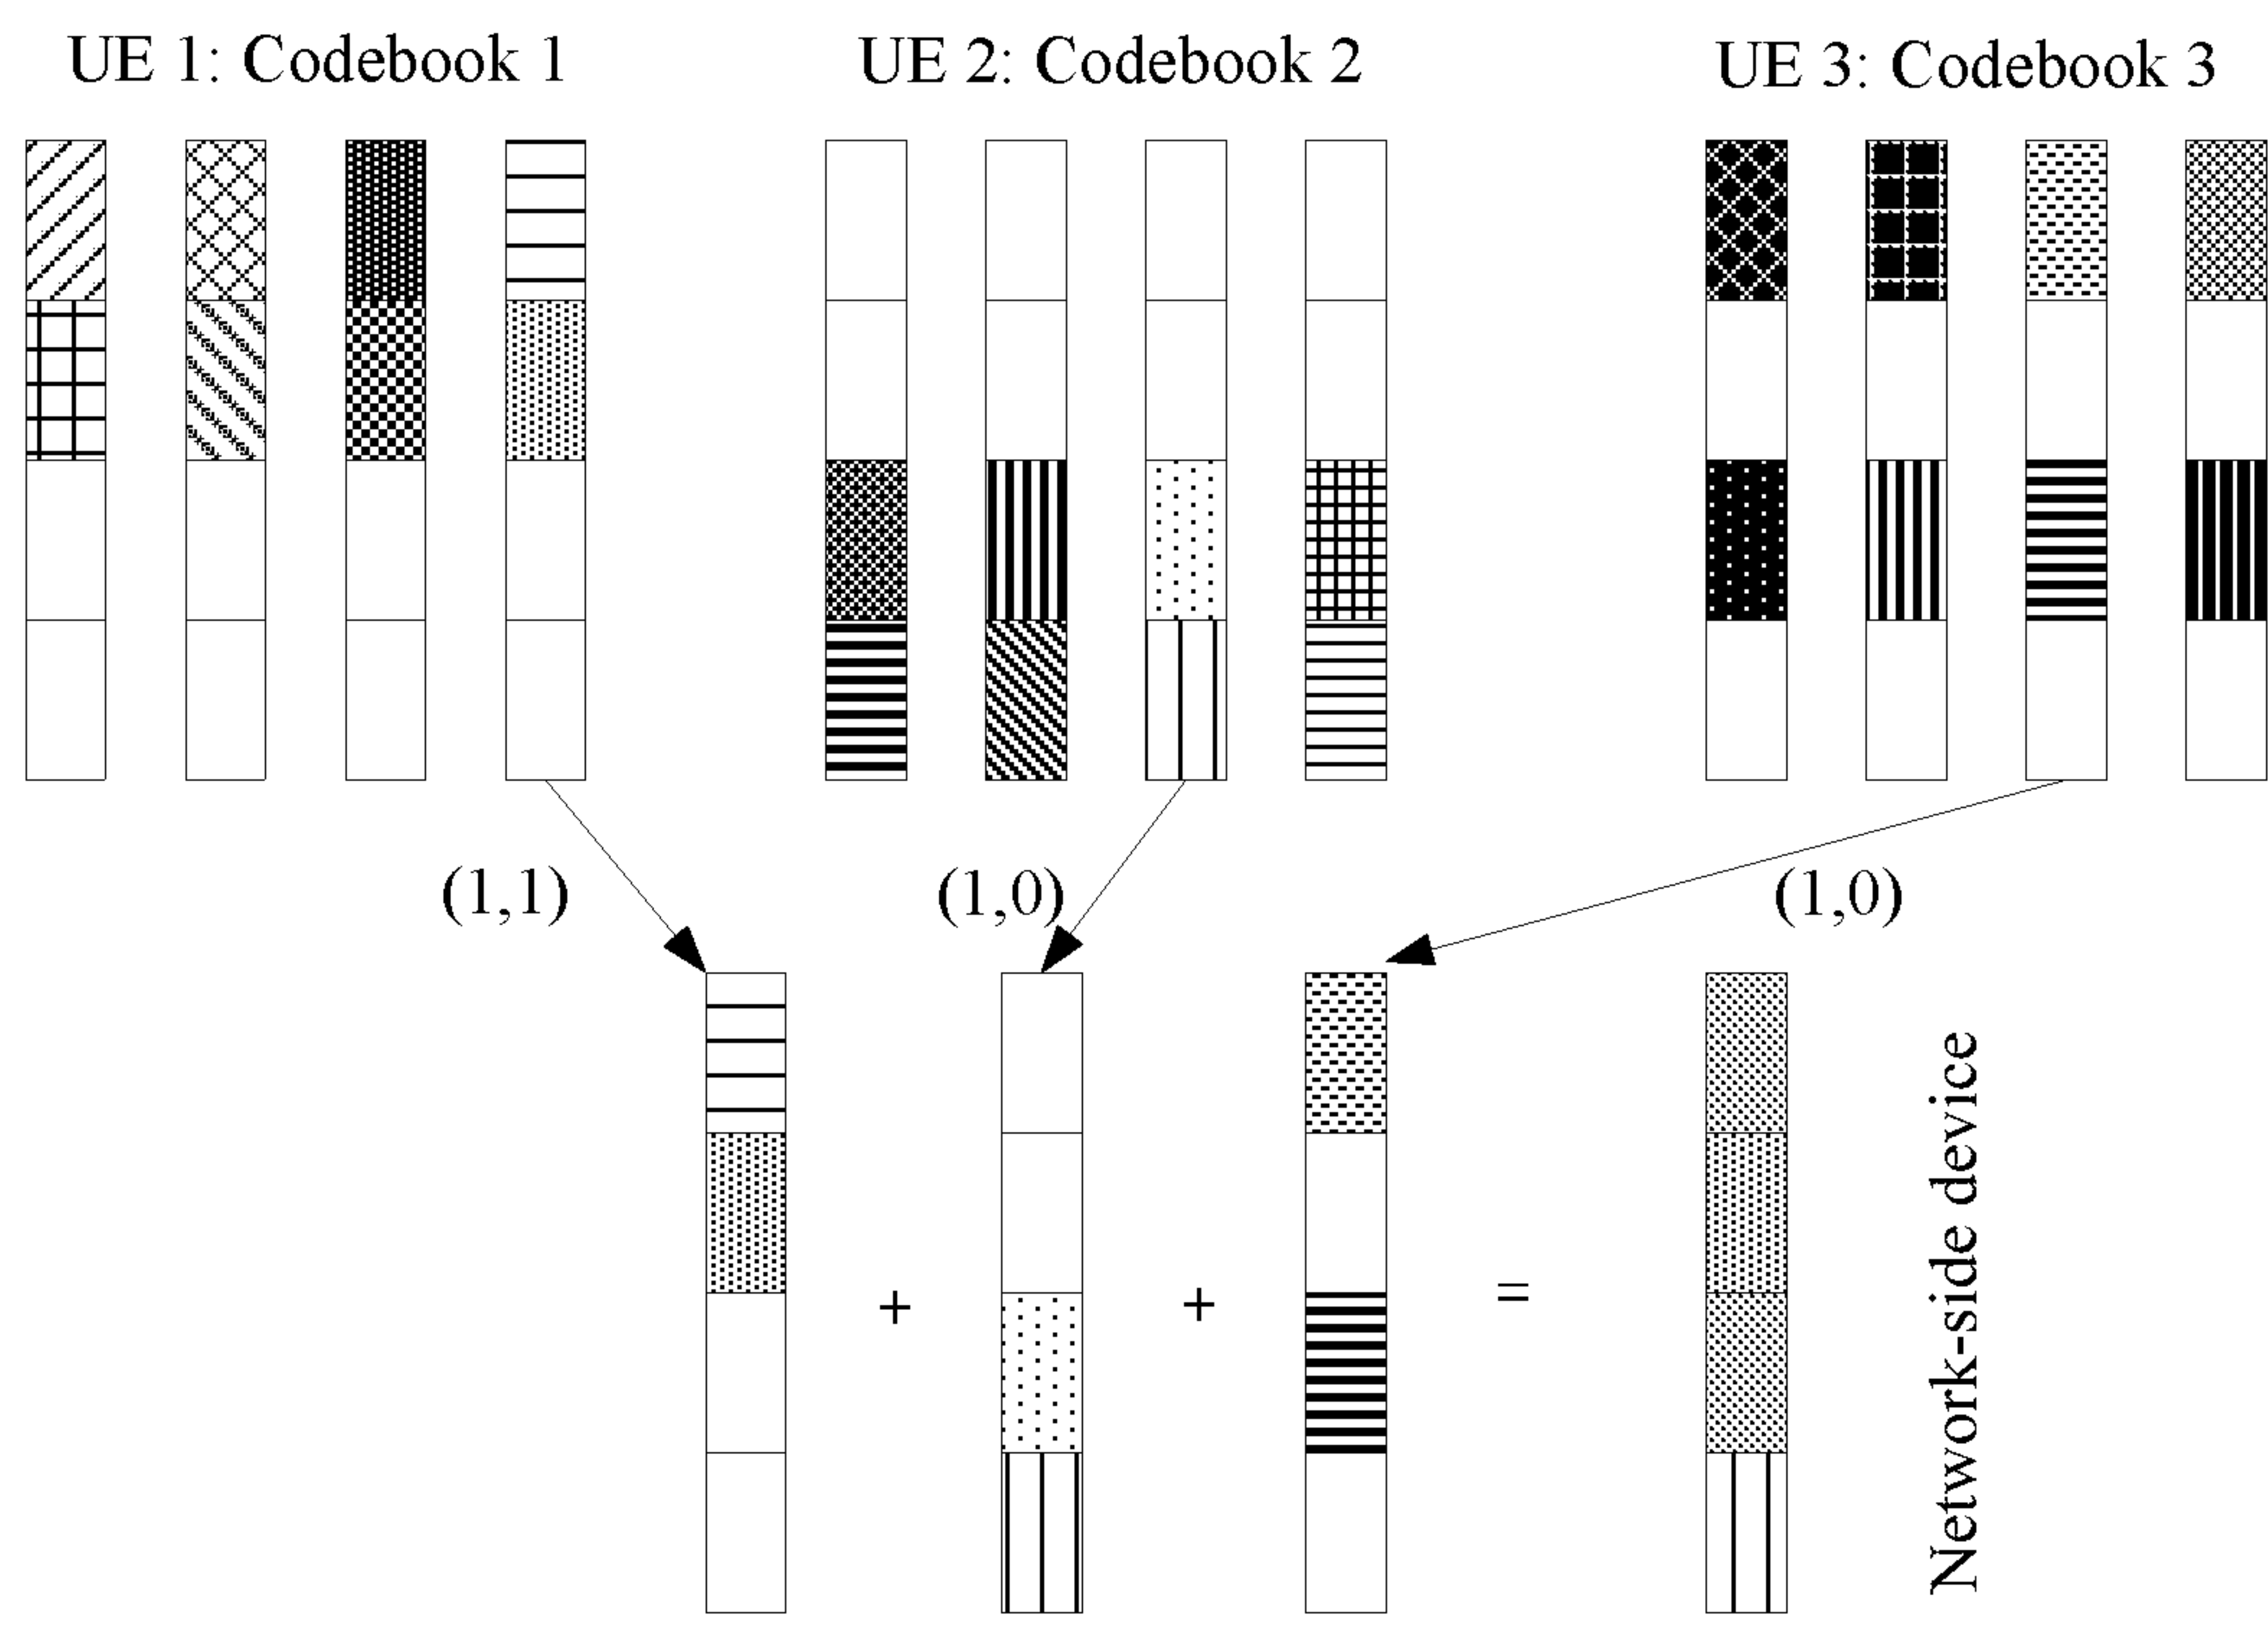 UE 1: Codebook 1
UE 2: Codebook 2
UE 3: Codebook 3
(1,1)
(1,0)
(1,0)
+
+
=
Network-side device